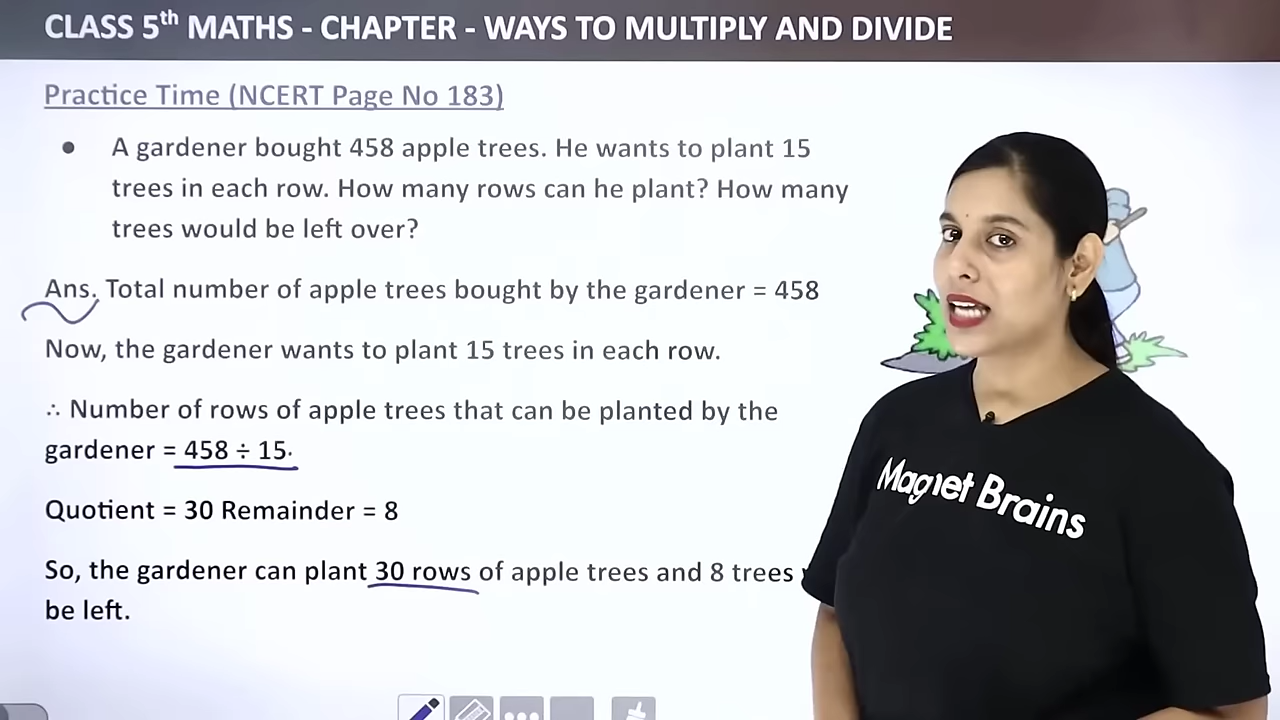 CLASS 5th MATHS - CHAPTER - WAYS TO MULTIPLY AND DIVIDE
Practice Time (NCERT Page No 183)
• A gardener bought 458 apple trees. He wants to plant 15
trees in each row. How many rows can he plant? How many
trees would be left over?
Ans. Total number of apple trees bought by the gardener = 458
Now, the gardener wants to plant 15 trees in each row.
∴ Number of rows of apple trees that can be planted by the
gardener = 458 ÷ 15.
Quotient = 30 Remainder = 8
So, the gardener can plant 30 rows of apple trees and 8 trees
be left.
Magnet Brains